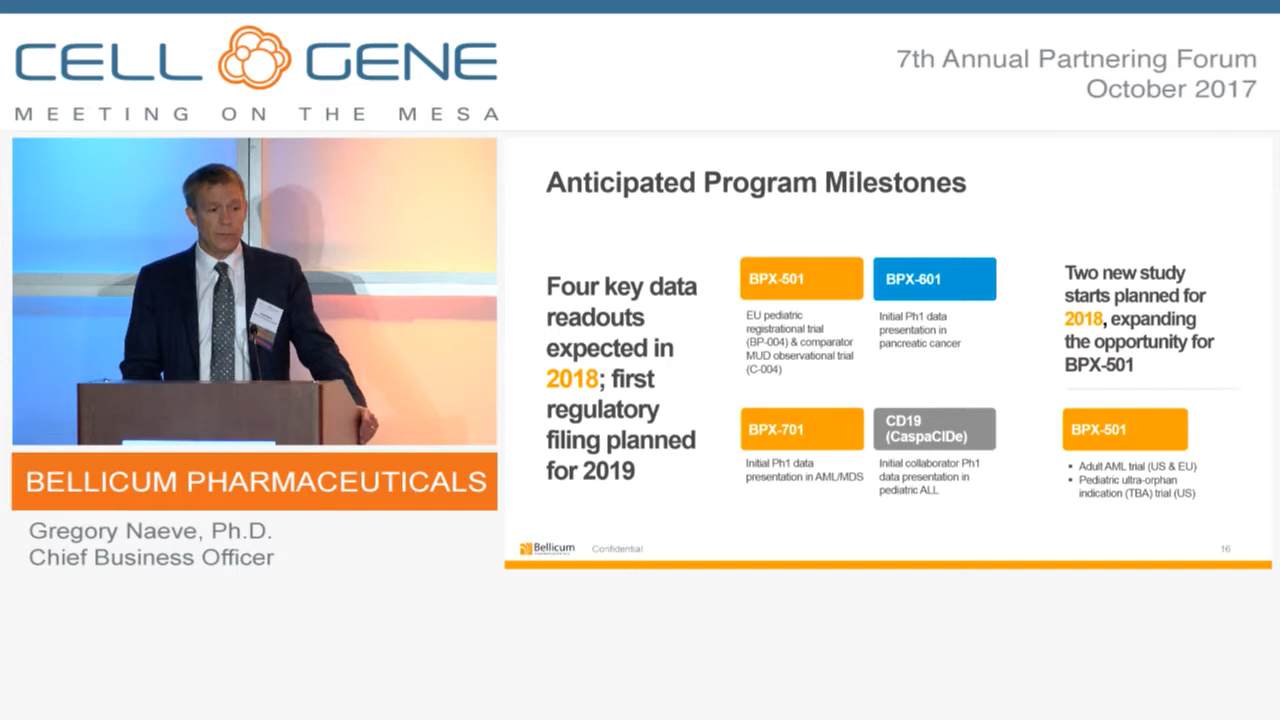 CELL GENE
MEETING ON THE MESA
7th Annual Partnering Forum
October 2017
BELLICUM PHARMACEUTICALS
Gregory Naeve, Ph.D.
Chief Business Officer
Anticipated Program Milestones
Four key data
readouts
expected in
2018; first
regulatory
filing planned
for 2019
BPX-501
EU pediatric
registrational trial
(BP-004) & comparator
MUD observational trial
(C-004)
BPX-601
Initial Ph1 data
presentation in
pancreatic cancer
BPX-701
Initial Ph1 data
presentation in AML/MDS
CD19
(CaspaCIDe)
Initial collaborator Ph1
data presentation in
pediatric ALL
Two new study
starts planned for
2018, expanding
the opportunity for
BPX-501
BPX-501
▪ Adult AML trial (US & EU)
▪ Pediatric ultra-orphan
indication (TBA) trial (US)
Bellicum
Confidential
16